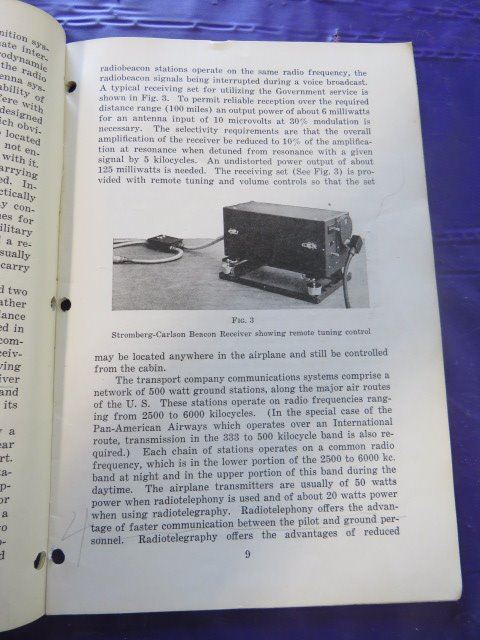 radiobeacon stations operate on the same radio frequency, the
radiobeacon signals being interrupted during a voice broadcast.
A typical receiving set for utilizing the Government service is
shown in Fig. 3. To permit reliable reception over the required
distance range (100 miles) an output power of about 6 milliwatts
for an antenna input of 10 microvolts at 30% modulation is
necessary. The selectivity requirements are that the overall
amplification of the receiver be reduced to 10% of the amplifica-
tion at resonance when detuned from resonance with a given
signal by 5 kilocycles. An undistorted power output of about
125 milliwatts is needed. The receiving set (See Fig. 3) is pro-
vided with remote tuning and volume controls so that the set
FIG. 3
Stromberg-Carlson Beacon Receiver showing remote tuning control
may be located anywhere in the airplane and still be controlled
from the cabin.
The transport company communications systems comprise a
network of 500 watt ground stations, along the major air routes
of the U. S. These stations operate on radio frequencies rang-
ing from 2500 to 6000 kilocycles. (In the special case of the
Pan-American Airways which operates over an International
route, transmission in the 333 to 500 kilocycle band is also re-
quired.) Each chain of stations operates on a common radio
frequency, which is in the lower portion of the 2500 to 6000 kc.
band at night and in the upper portion of this band during the
daytime. The airplane transmitters are usually of 50 watts
power when radiotelephony is used and of about 20 watts power
when using radiotelegraphy. Radiotelephony offers the advan-
tage of faster communication between the pilot and ground per-
sonnel. Radiotelegraphy offers the advantages of reduced
9